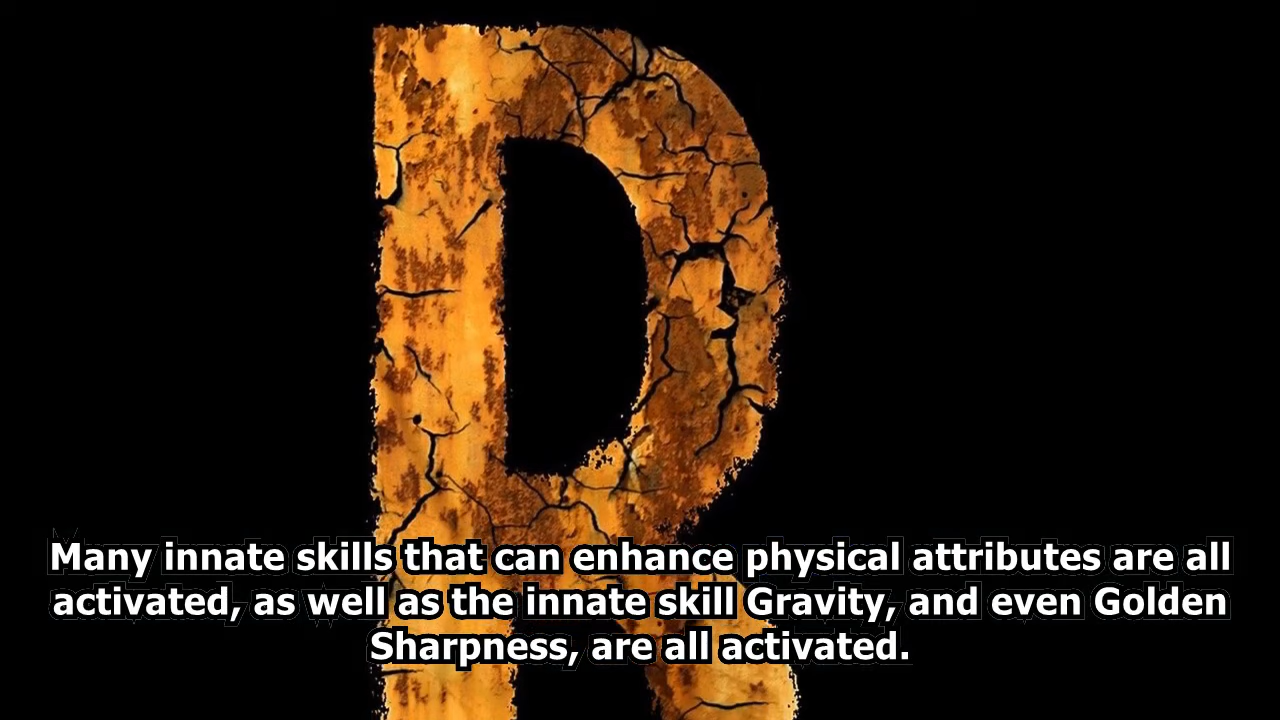 R
Many innate skills that can enhance physical attributes are all
activated, as well as the innate skill Gravity, and even Golden
Sharpness, are all activated.